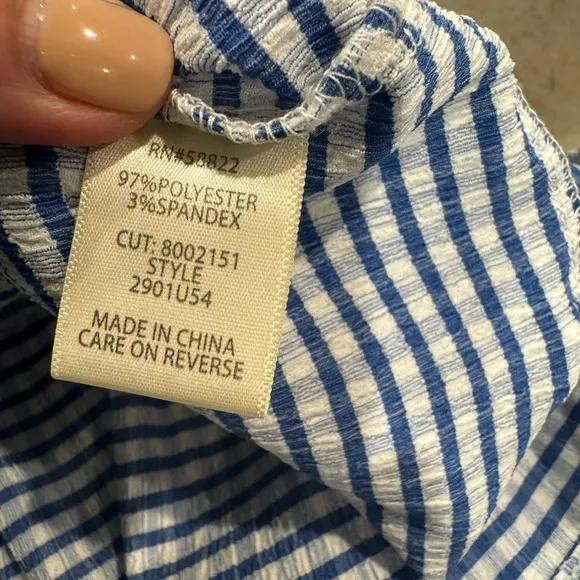 RN#58822
97%POLYESTER
3%SPANDEX
CUT: 8002151
STYLE
2901U54
MADE IN CHINA
CARE ON REVERSE